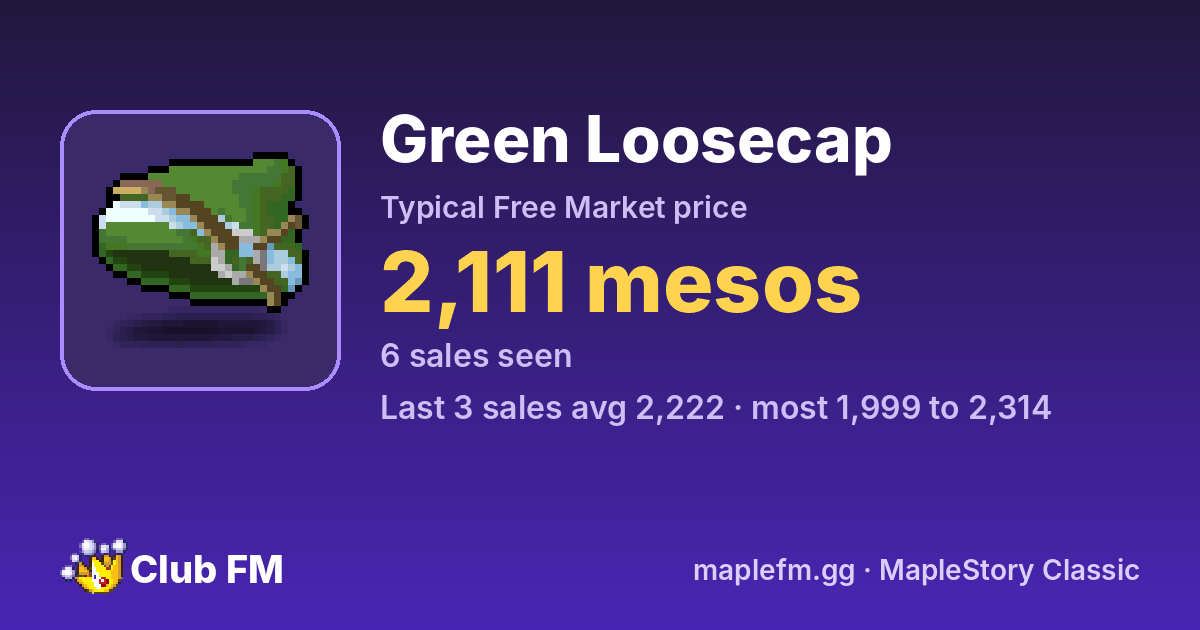 Green Loosecap
Typical Free Market price
2,111 mesos
6 sales seen
Last 3 sales avg 2,222 · most 1,999 to 2,314
Club FM
maplefm.gg · MapleStory Classic